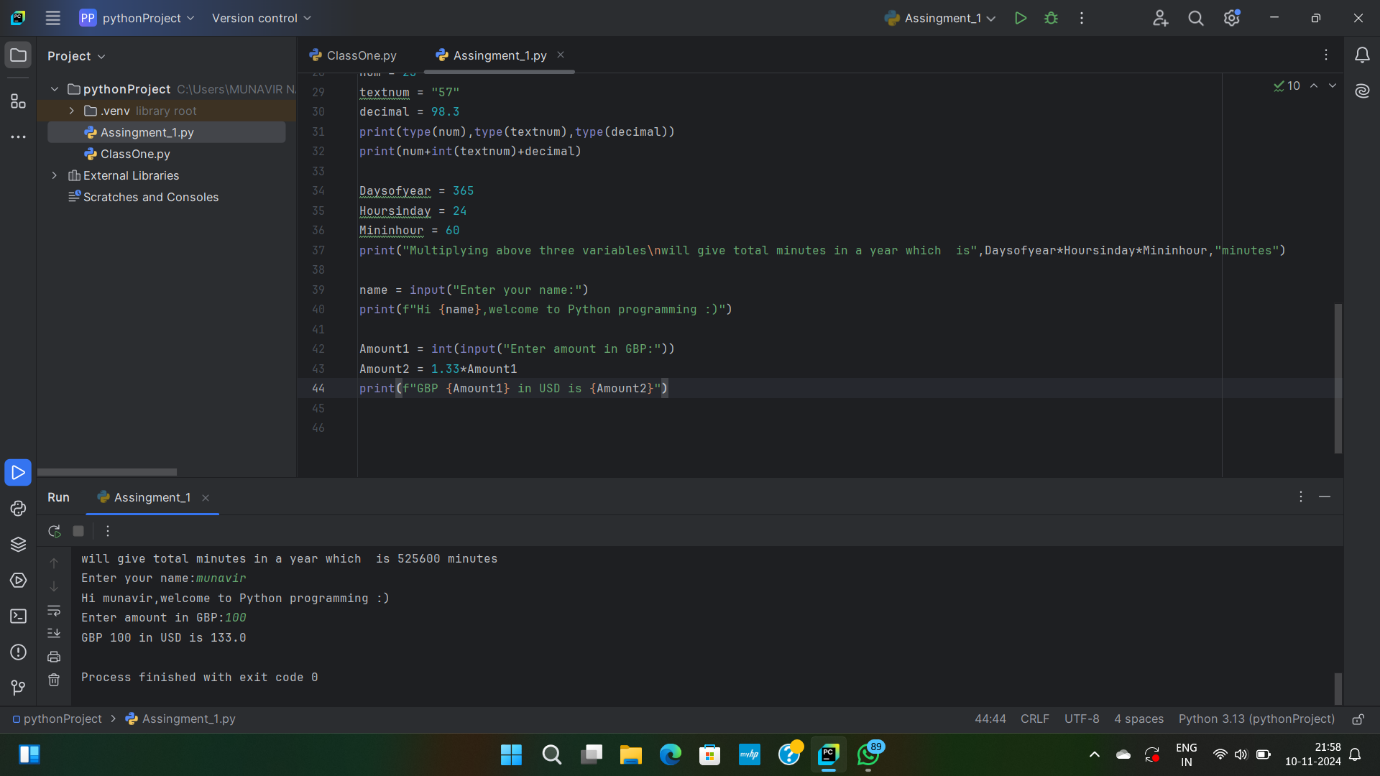 PC
PP pythonProject
Version control
Assingment_1
Project
ClassOne.py
Assingment_1.py
pythonProject C:\Users\MUNAVIR N
.venv library root
Assingment_1.py
ClassOne.py
External Libraries
Scratches and Consoles
10
29 textnum = "57"
30 decimal = 98.3
31 print(type(num),type(textnum),type(decimal))
32 print(num+int(textnum)+decimal)
33
34 Daysofyear = 365
35 Hoursinday = 24
36 Mininhour = 60
37 print("Multiplying above three variables\nwill give total minutes in a year which  is",Daysofyear*Hoursinday*Mininhour,"minutes")
38
39 name = input("Enter your name:")
40 print(f"Hi {name},welcome to Python programming :)")
41
42 Amount1 = int(input("Enter amount in GBP:"))
43 Amount2 = 1.33*Amount1
44 print(f"GBP {Amount1} in USD is {Amount2}")
45
46
Run
Assingment_1
will give total minutes in a year which  is 525600 minutes
Enter your name:munavir
Hi munavir,welcome to Python programming :)
Enter amount in GBP:100
GBP 100 in USD is 133.0
Process finished with exit code 0
pythonProject > Assingment_1.py
44:44 CRLF UTF-8 4 spaces Python 3.13 (pythonProject)
myhp
PC
89
ENG
IN
21:58
10-11-2024